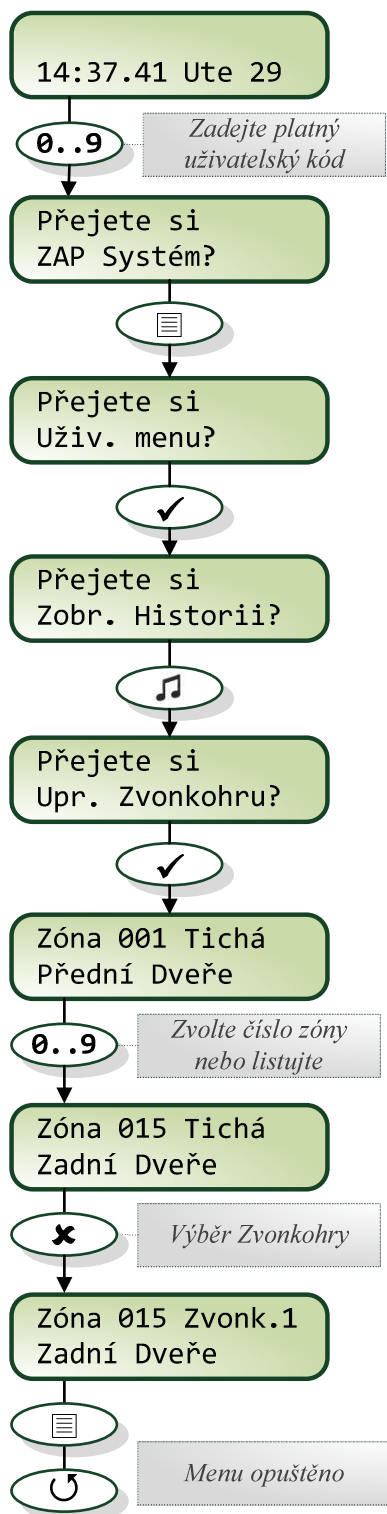 14:37.41 Ute 29
0..9
Zadejte platný
uživatelský kód
Přejete si
ZAP Systém?
Přejete si
Uživ. menu?
Přejete si
Zobr. Historii?
Přejete si
Upr. Zvonkohru?
Zóna 001 Tichá
Přední Dveře
0..9
Zvolte číslo zóny
nebo listujte
Zóna 015 Tichá
Zadní Dveře
Výběr Zvonkohry
Zóna 015 Zvonk.1
Zadní Dveře
Menu opuštěno